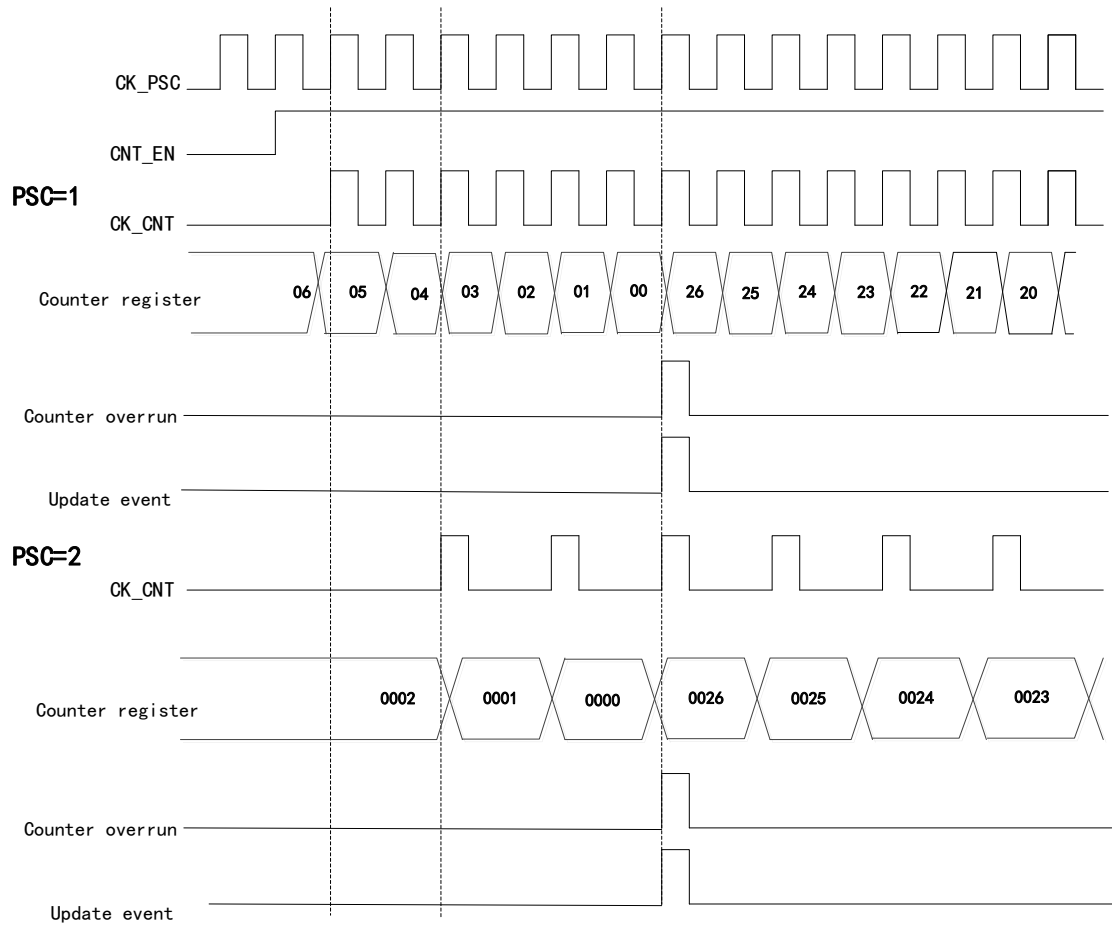 CK_PSC
CNT_EN
PSC=1
CK_CNT
Counter register 06 05 04 03 02 01 00 26 25 24 23 22 21 20
Counter overrun
Update event
PSC=2
CK_CNT
Counter register 0002 0001 0000 0026 0025 0024 0023
Counter overrun
Update event